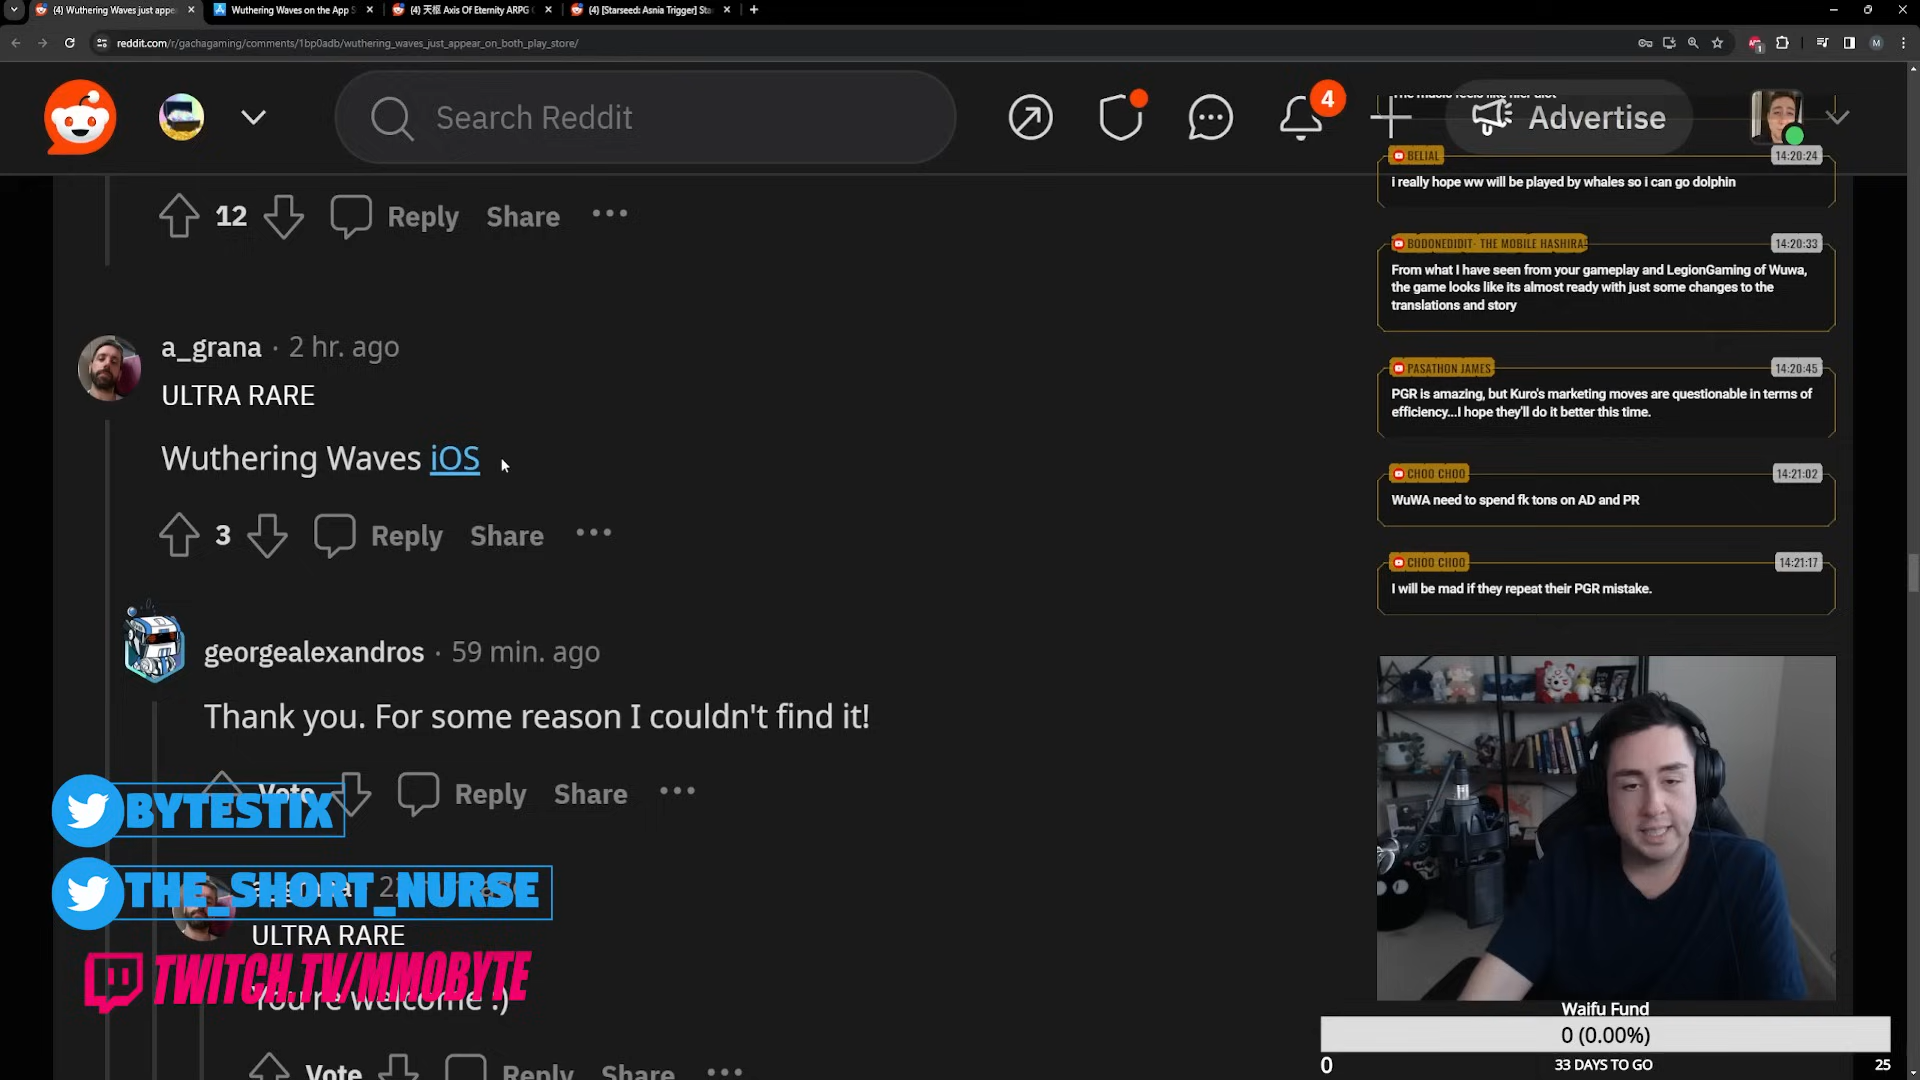 (4) Wuthering Waves just appe
Wuthering Waves on the App S
(4) 天枢 Axis Of Eternity ARPG
(4) [Starseed: Asnia Trigger] Sta
reddit.com/r/gachagaming/comments/1bp0adb/wuthering_waves_just_appear_on_both_play_store/
1
M
Search Reddit
4
Advertise
12
Reply
Share
a_grana · 2 hr. ago
ULTRA RARE
Wuthering Waves iOS
3
Reply
Share
georgealexandros · 59 min. ago
Thank you. For some reason I couldn't find it!
Vote
Reply
Share
BYTESTIX
THE_SHORT_NURSE
ULTRA RARE
TWITCH.TV/MMOBYTE
You're welcome :)
Vote
Reply
Share
BELIAL
14:20:24
i really hope ww will be played by whales so i can go dolphin
BODONEDIDIT- THE MOBILE HASHIRA
14:20:33
From what I have seen from your gameplay and LegionGaming of Wuwa,
the game looks like its almost ready with just some changes to the
translations and story
PASATHON JAMES
14:20:45
PGR is amazing, but Kuro's marketing moves are questionable in terms of
efficiency...I hope they'll do it better this time.
CHOO CHOO
14:21:02
WuWA need to spend fk tons on AD and PR
CHOO CHOO
14:21:17
I will be mad if they repeat their PGR mistake.
Waifu Fund
0 (0.00%)
0
33 DAYS TO GO
25